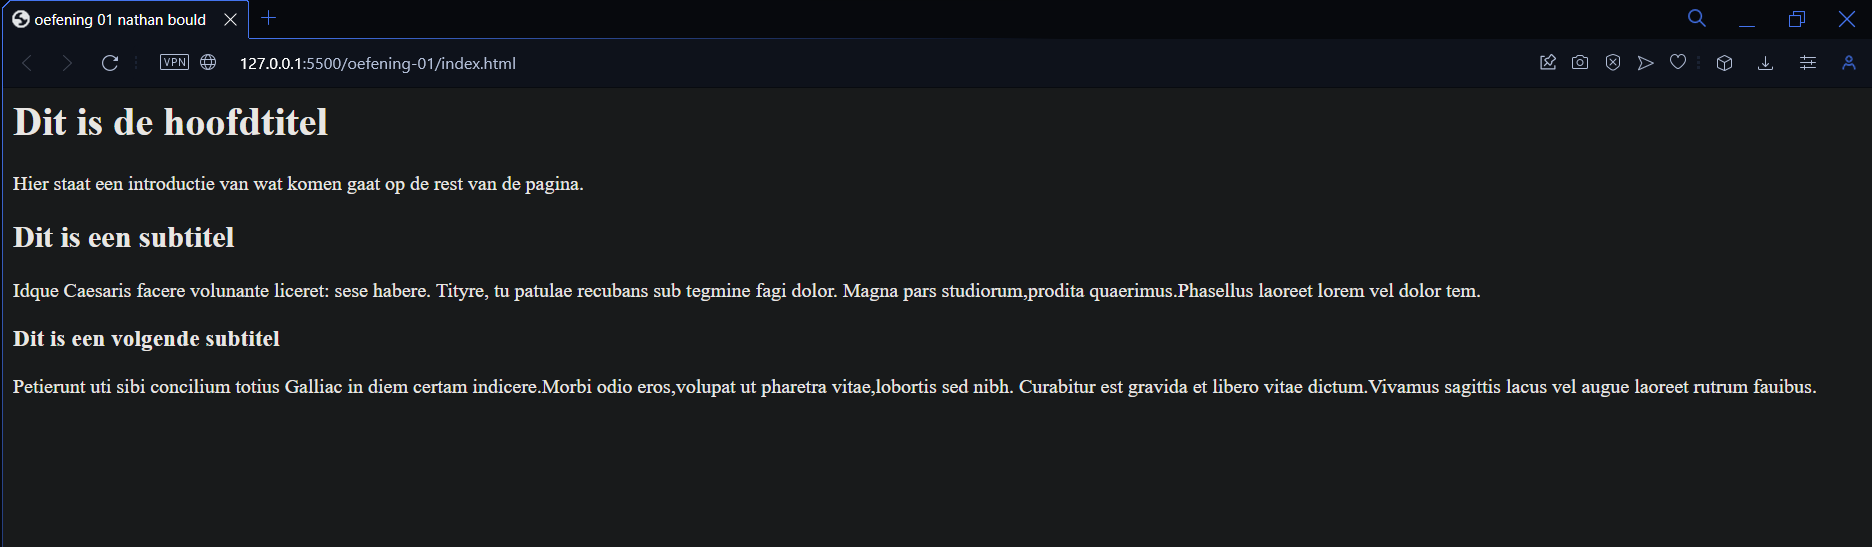 oefening 01 nathan bould
VPN
127.0.0.1:5500/oefening-01/index.html
Dit is de hoofdtitel
Hier staat een introductie van wat komen gaat op de rest van de pagina.
Dit is een subtitel
Idque Caesaris facere volunante liceret: sese habere. Tityre, tu patulae recubans sub tegmine fagi dolor. Magna pars studiorum,prodita quaerimus.Phasellus laoreet lorem vel dolor tem.
Dit is een volgende subtitel
Petierunt uti sibi concilium totius Galliac in diem certam indicere.Morbi odio eros,volupat ut pharetra vitae,lobortis sed nibh. Curabitur est gravida et libero vitae dictum.Vivamus sagittis lacus vel augue laoreet rutrum fauibus.